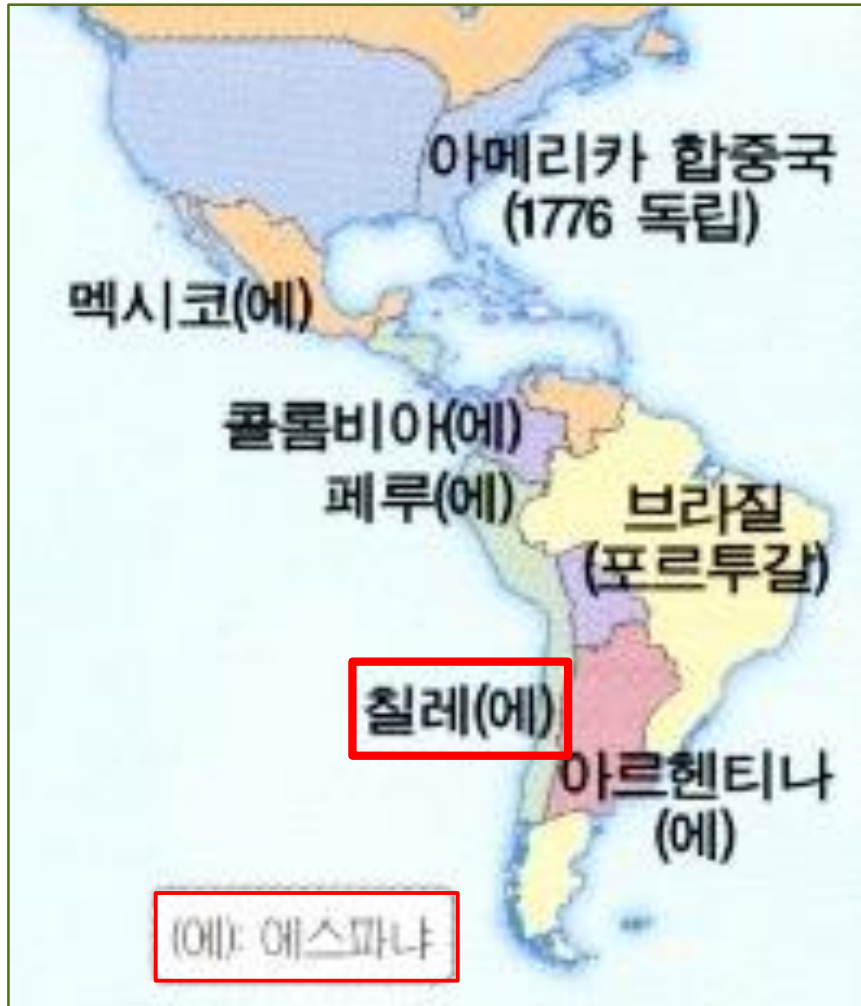 아메리카 합중국
(1776 독립)
멕시코(에)
콜롬비아(에)
페루(에)
브라질
(포르투갈)
칠레(에)
아르헨티나
(에)
(에): 에스파냐